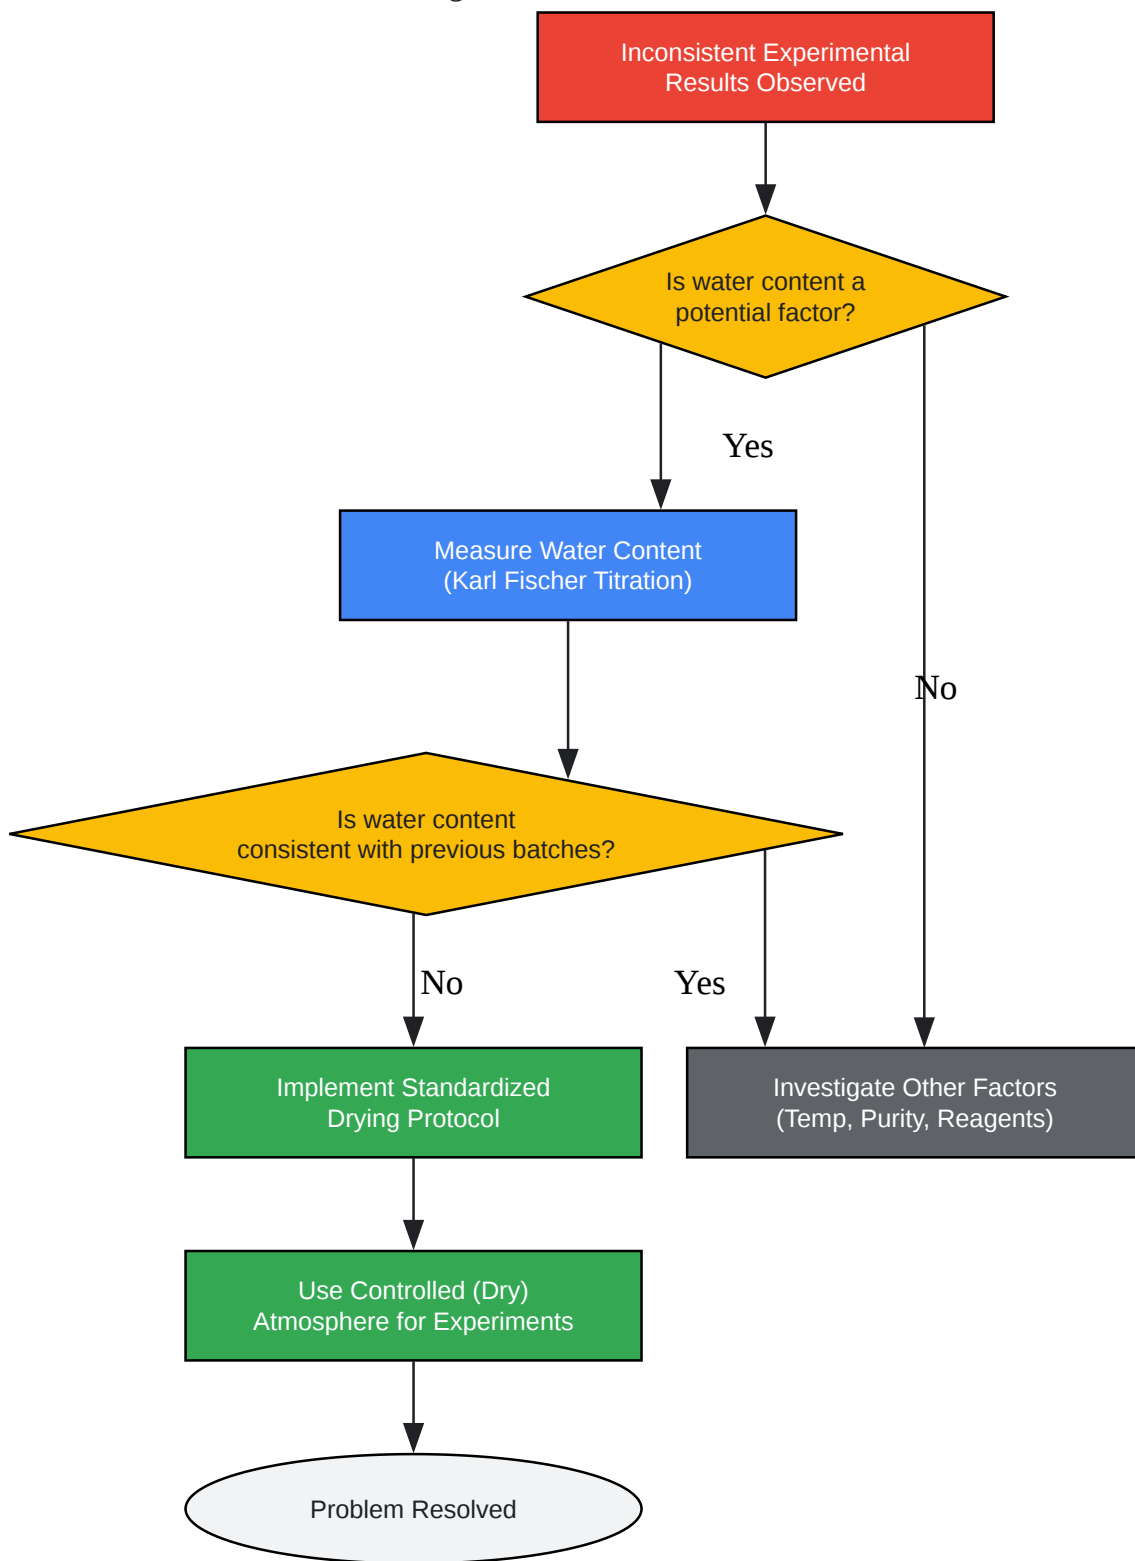 Inconsistent Experimental
Results Observed
Is water content a
potential factor?
Yes
Measure Water Content
(Karl Fischer Titration)
No
Is water content
consistent with previous batches?
No
Yes
Implement Standardized
Drying Protocol
Investigate Other Factors
(Temp, Purity, Reagents)
Use Controlled (Dry)
Atmosphere for Experiments
Problem Resolved